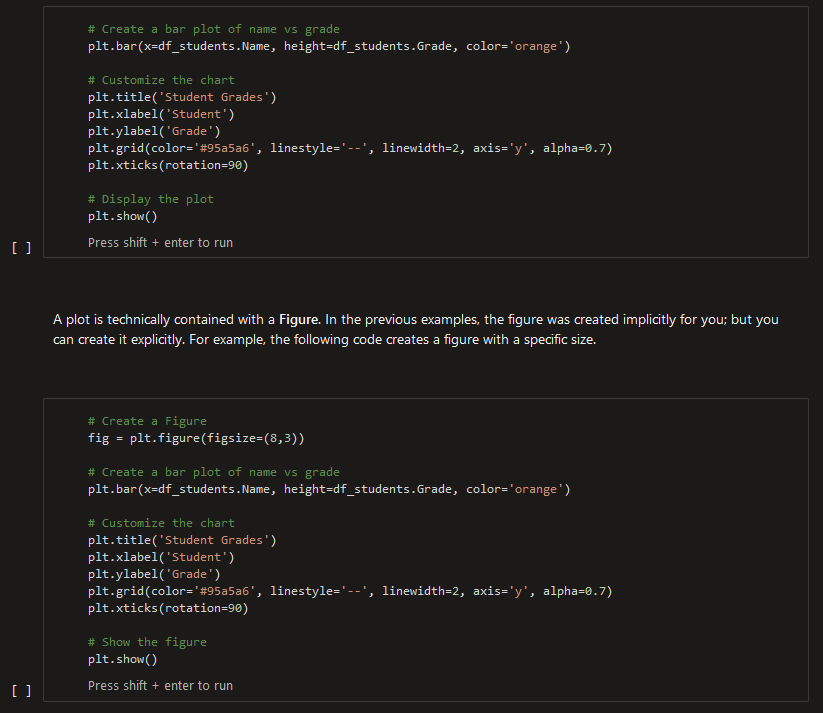 # Create a bar plot of name vs grade
plt.bar(x=df_students.Name, height=df_students.Grade, color='orange')
# Customize the chart
plt.title('Student Grades')
plt.xlabel('Student')
plt.ylabel('Grade')
plt.grid(color='#95a5a6', linestyle='--', linewidth=2, axis='y', alpha=0.7)
plt.xticks(rotation=90)
# Display the plot
plt.show()
[ ] Press shift + enter to run
A plot is technically contained with a Figure. In the previous examples, the figure was created implicitly for you; but you
can create it explicitly. For example, the following code creates a figure with a specific size.
# Create a Figure
fig = plt.figure(figsize=(8,3))
# Create a bar plot of name vs grade
plt.bar(x=df_students.Name, height=df_students.Grade, color='orange')
# Customize the chart
plt.title('Student Grades')
plt.xlabel('Student')
plt.ylabel('Grade')
plt.grid(color='#95a5a6', linestyle='--', linewidth=2, axis='y', alpha=0.7)
plt.xticks(rotation=90)
# Show the figure
plt.show()
[ ] Press shift + enter to run